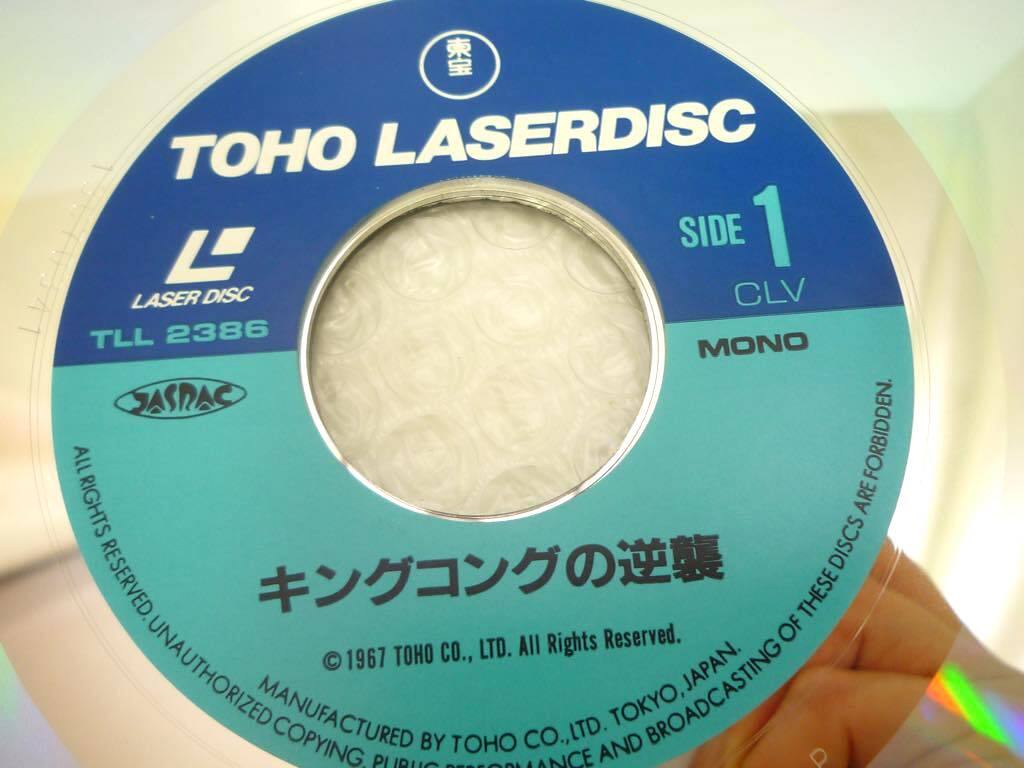 東宝
TOHO LASERDISC
SIDE 1
CLV
LASER DISC
TLL 2386
MONO
JASRAC
キングコングの逆襲
©1967 TOHO CO., LTD. All Rights Reserved.
MANUFACTURED BY TOHO CO.,LTD. TOKYO, JAPAN.
ALL RIGHTS RESERVED. UNAUTHORIZED COPYING, PUBLIC PERFORMANCE AND BROADCASTING OF THESE DISCS ARE FORBIDDEN.